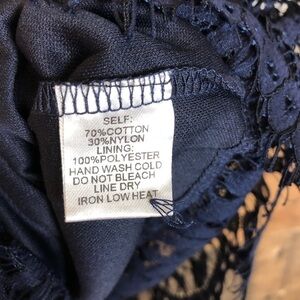 SELF:
70%COTTON
30%NYLON
LINING:
100%POLYESTER
HAND WASH COLD
DO NOT BLEACH
LINE DRY
IRON LOW HEAT